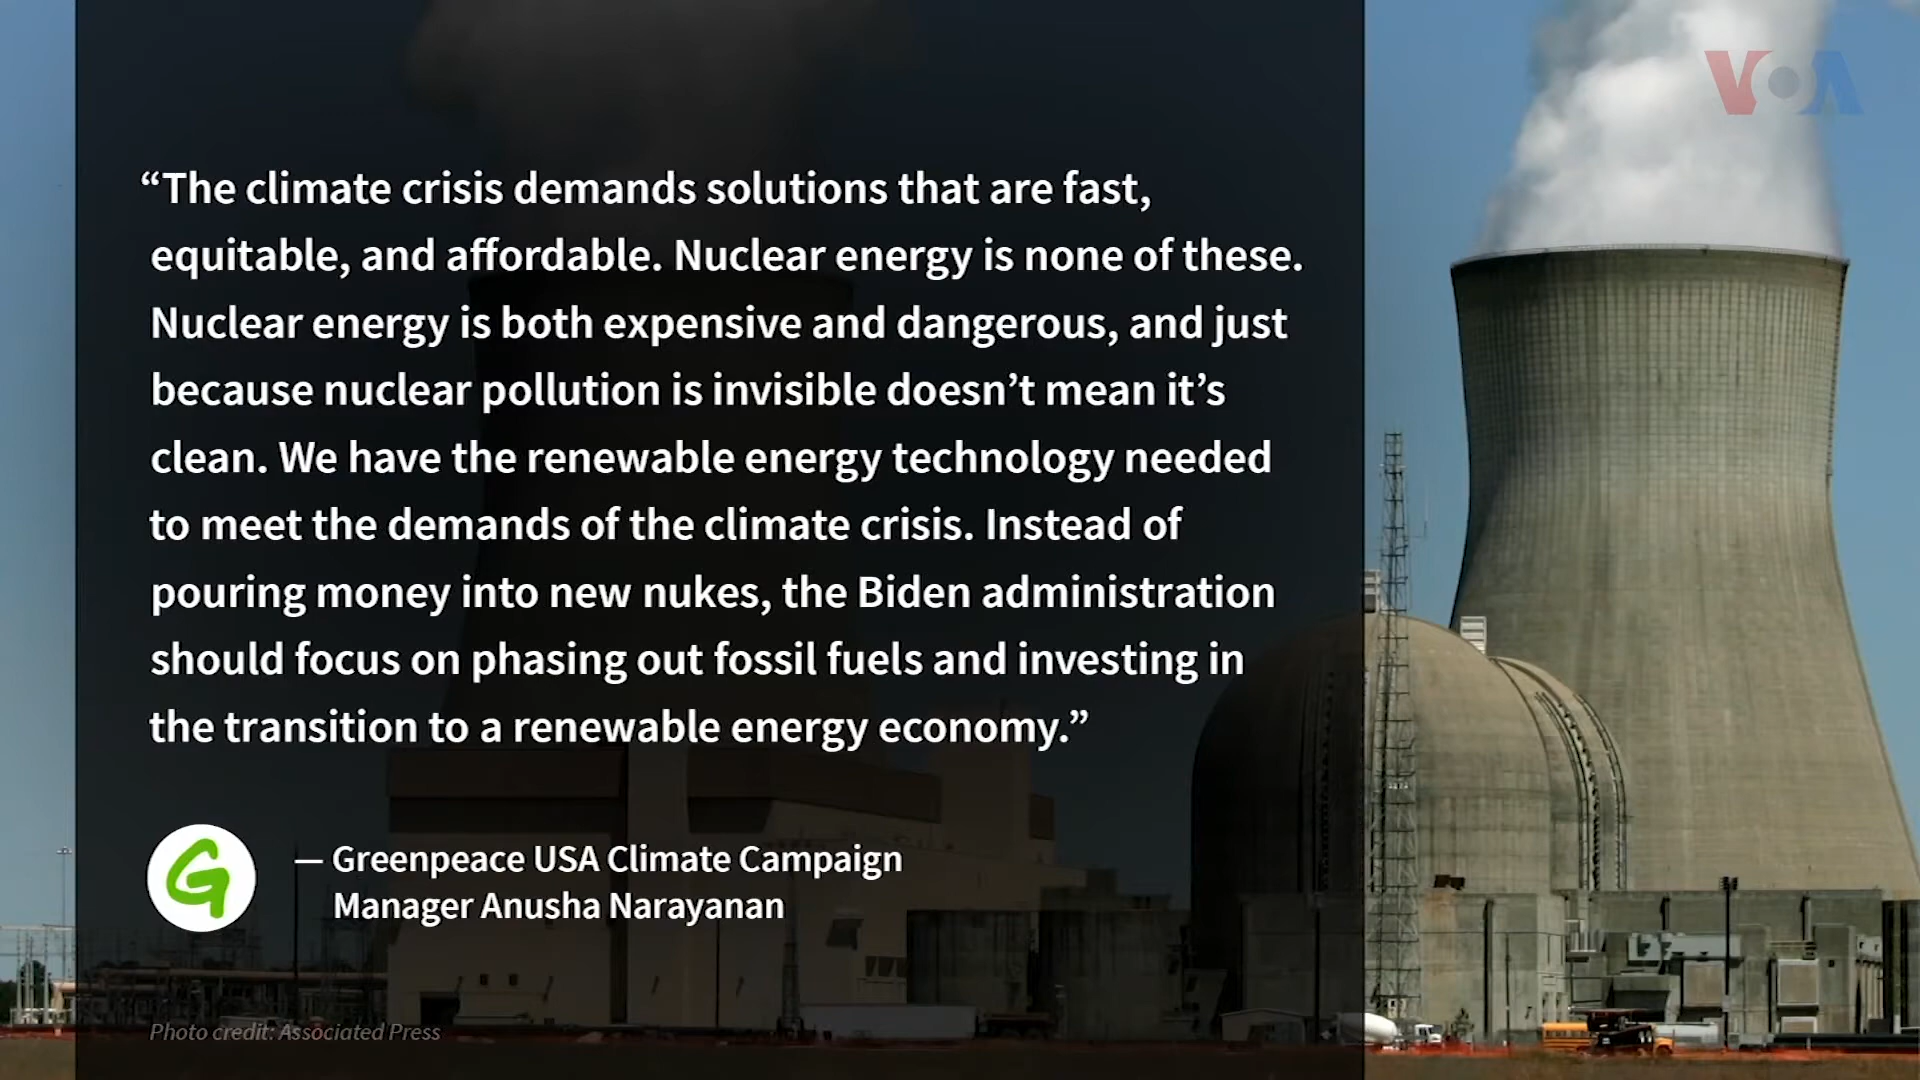 VOA
“The climate crisis demands solutions that are fast,
equitable, and affordable. Nuclear energy is none of these.
Nuclear energy is both expensive and dangerous, and just
because nuclear pollution is invisible doesn’t mean it’s
clean. We have the renewable energy technology needed
to meet the demands of the climate crisis. Instead of
pouring money into new nukes, the Biden administration
should focus on phasing out fossil fuels and investing in
the transition to a renewable energy economy.”
G
— Greenpeace USA Climate Campaign
Manager Anusha Narayanan
Photo credit: Associated Press